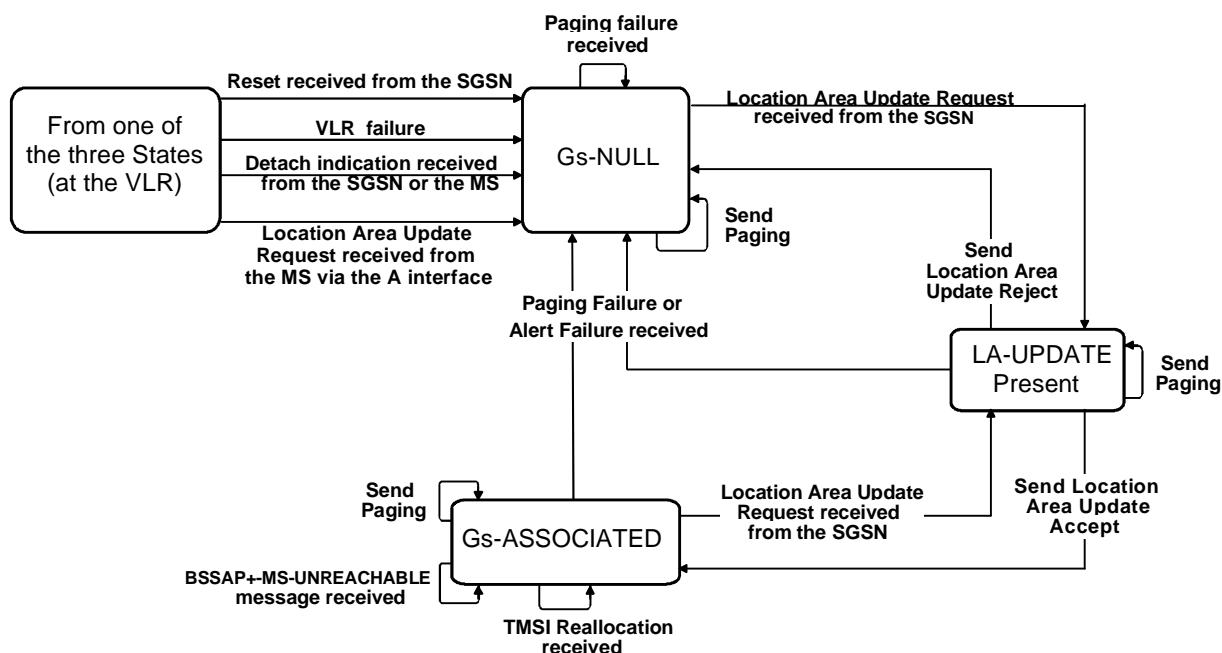 Paging failure
received
Reset received from the SGSN
Location Area Update Request
received from the SGSN
From one of
the three States
(at the VLR)
VLR failure
Gs-NULL
Detach indication received
from the SGSN or the MS
Send
Paging
Location Area Update
Request received from
the MS via the A interface
Send
Location Area
Update Reject
Paging Failure or
Alert Failure received
LA-UPDATE
Present
Send
Paging
Send
Paging
Location Area Update
Request received
from the SGSN
Send Location
Area Update
Accept
Gs-ASSOCIATED
BSSAP+-MS-UNREACHABLE
message received
TMSI Reallocation
received